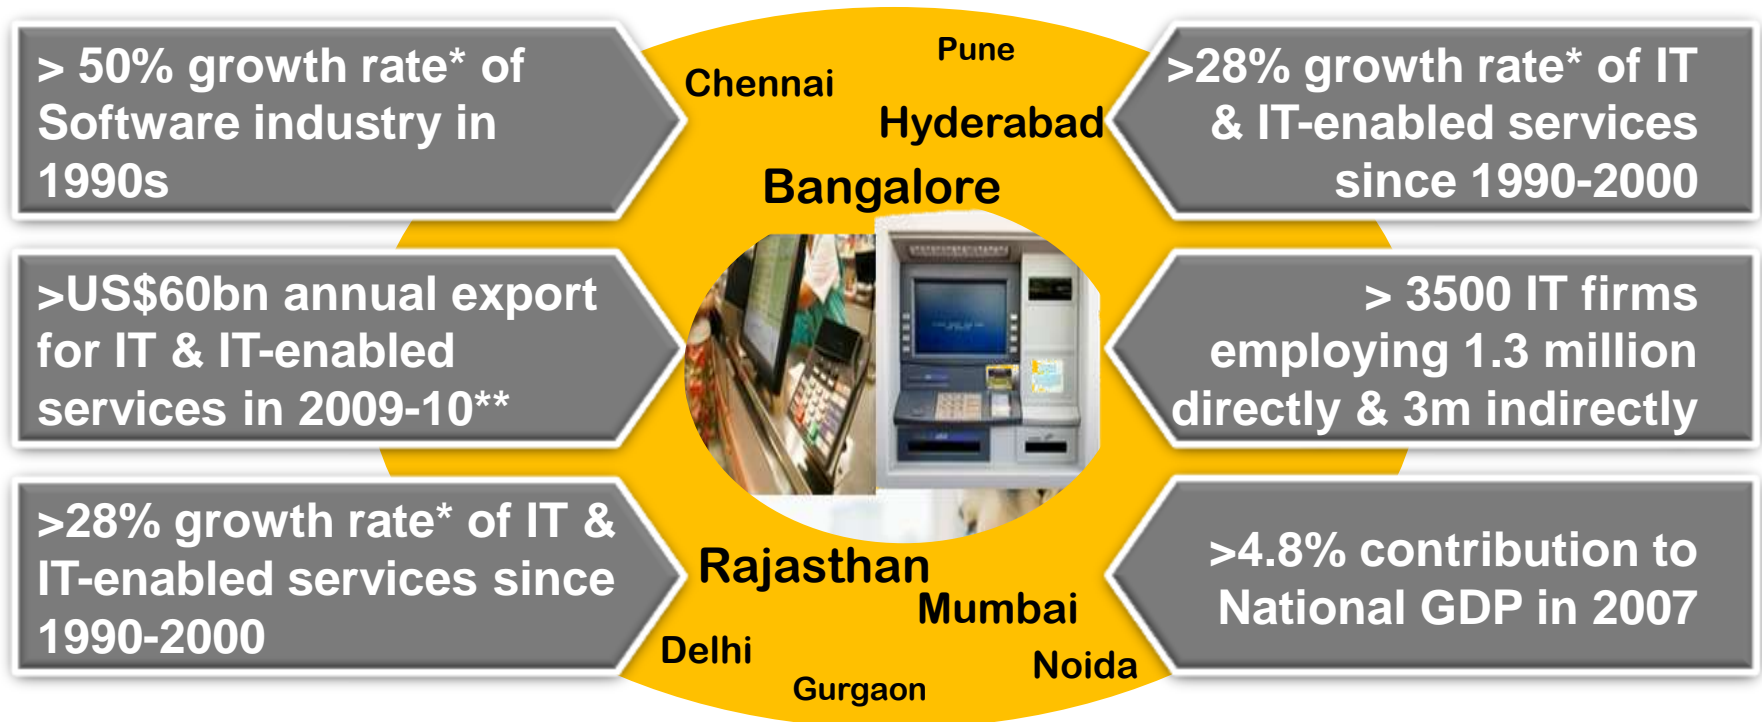 > 50% growth rate* of
Software industry in
1990s
>US$60bn annual export
for IT & IT-enabled
services in 2009-10**
>28% growth rate* of IT &
IT-enabled services since
1990-2000
Pune
Chennai
Hyderabad
Bangalore
Rajasthan
Mumbai
Delhi
Noida
Gurgaon
>28% growth rate* of IT
& IT-enabled services
since 1990-2000
> 3500 IT firms
employing 1.3 million
directly & 3m indirectly
>4.8% contribution to
National GDP in 2007